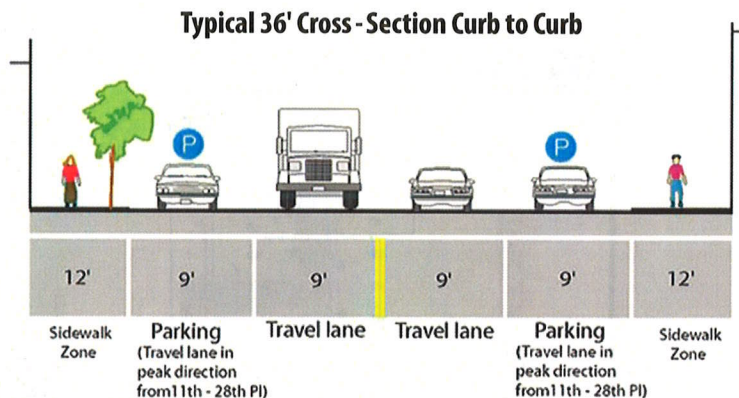 Typical 36' Cross-Section Curb to Curb
P
P
12'
9'
9'
9'
9'
12'
Sidewalk
Zone
Parking
(Travel lane in
peak direction
from11th - 28th Pl)
Travel lane
Travel lane
Parking
(Travel lane in
peak direction
from11th - 28th Pl)
Sidewalk
Zone